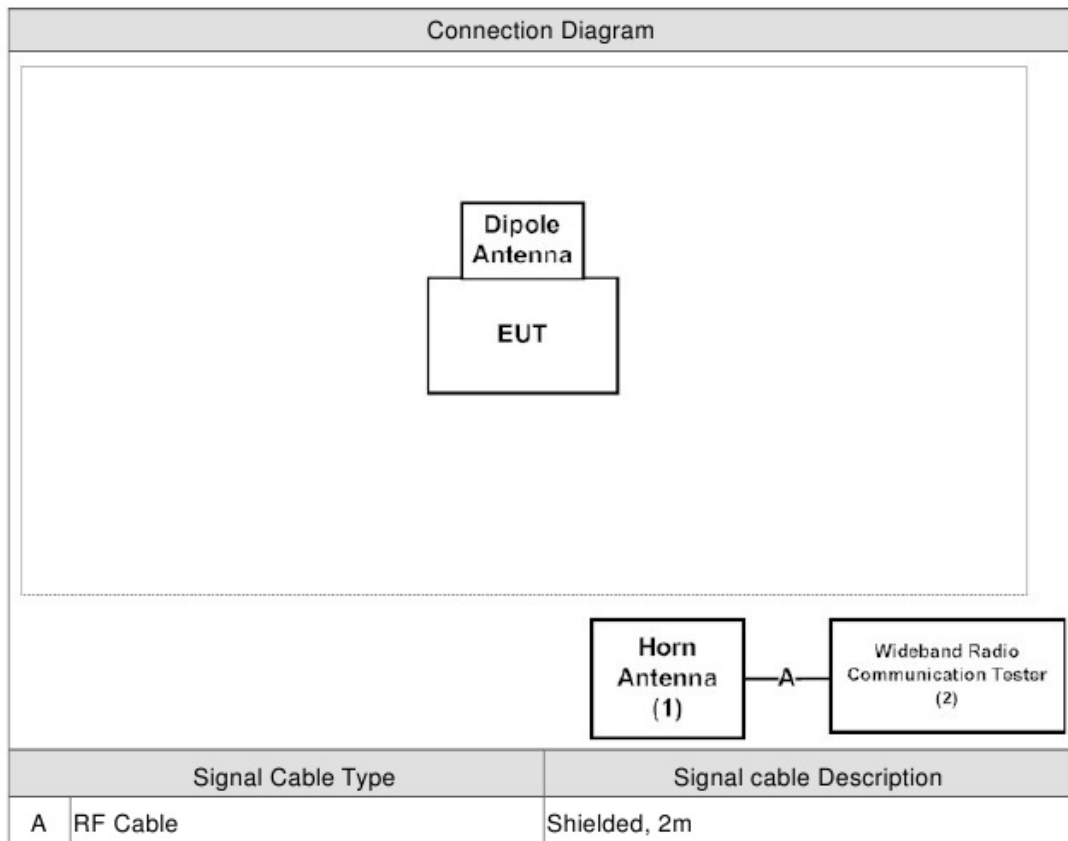 Connection Diagram
Dipole
Antenna
EUT
Horn
Antenna
(1)
A
Wideband Radio
Communication Tester
(2)
Signal Cable Type
Signal cable Description
A
RF Cable
Shielded, 2m